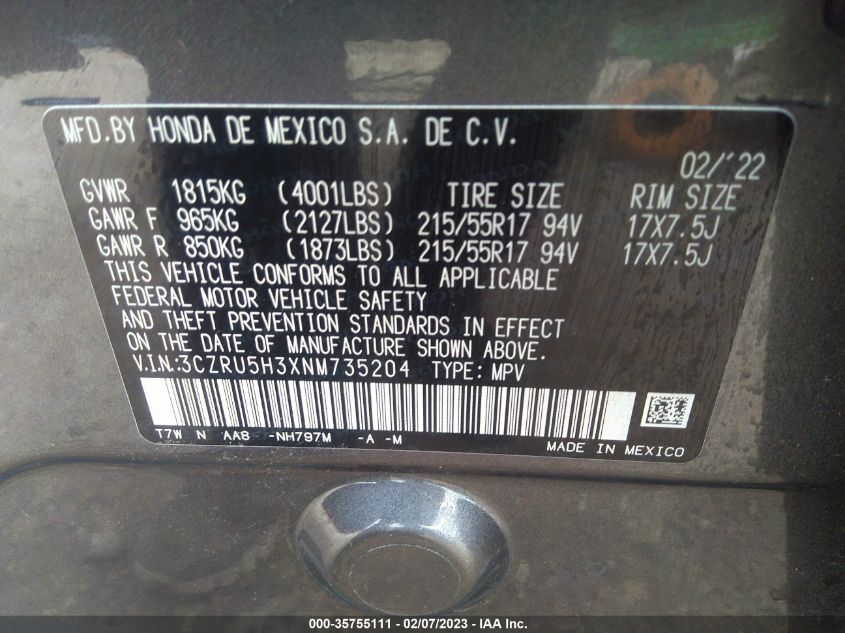 MFD.BY HONDA DE MEXICO S.A. DE C.V.
02/'22
GVWR 1815KG (4001LBS) TIRE SIZE RIM SIZE
GAWR F 965KG (2127LBS) 215/55R17 94V 17X7.5J
GAWR R 850KG (1873LBS) 215/55R17 94V 17X7.5J
THIS VEHICLE CONFORMS TO ALL APPLICABLE
FEDERAL MOTOR VEHICLE SAFETY
AND THEFT PREVENTION STANDARDS IN EFFECT
ON THE DATE OF MANUFACTURE SHOWN ABOVE.
V.I.N.:3CZRU5H3XNM735204 TYPE: MPV
T7W N AA8 -NH797M -A -M
MADE IN MEXICO
000-35755111 - 02/07/2023 - IAA Inc.